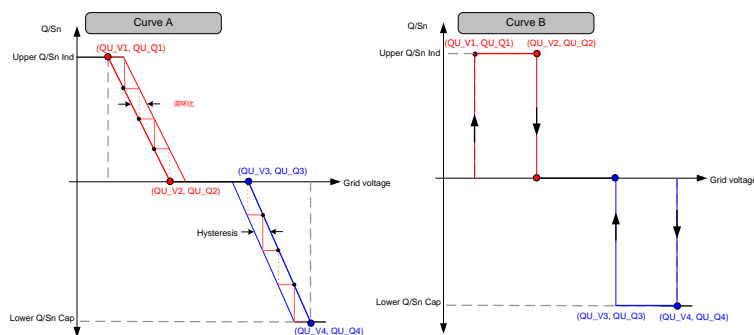 Curve A
Q/Sn
(QU_V1, QU_Q1)
Upper Q/Sn Ind
滞环比
(QU_V3, QU_Q3)
Grid voltage
(QU_V2, QU_Q2)
Hysteresis
Lower Q/Sn Cap
(QU_V4, QU_Q4)
Curve B
Q/Sn
(QU_V1, QU_Q1)
(QU_V2, QU_Q2)
Upper Q/Sn Ind
Grid voltage
Lower Q/Sn Cap
(QU_V3, QU_Q3)
(QU_V4, QU_Q4)